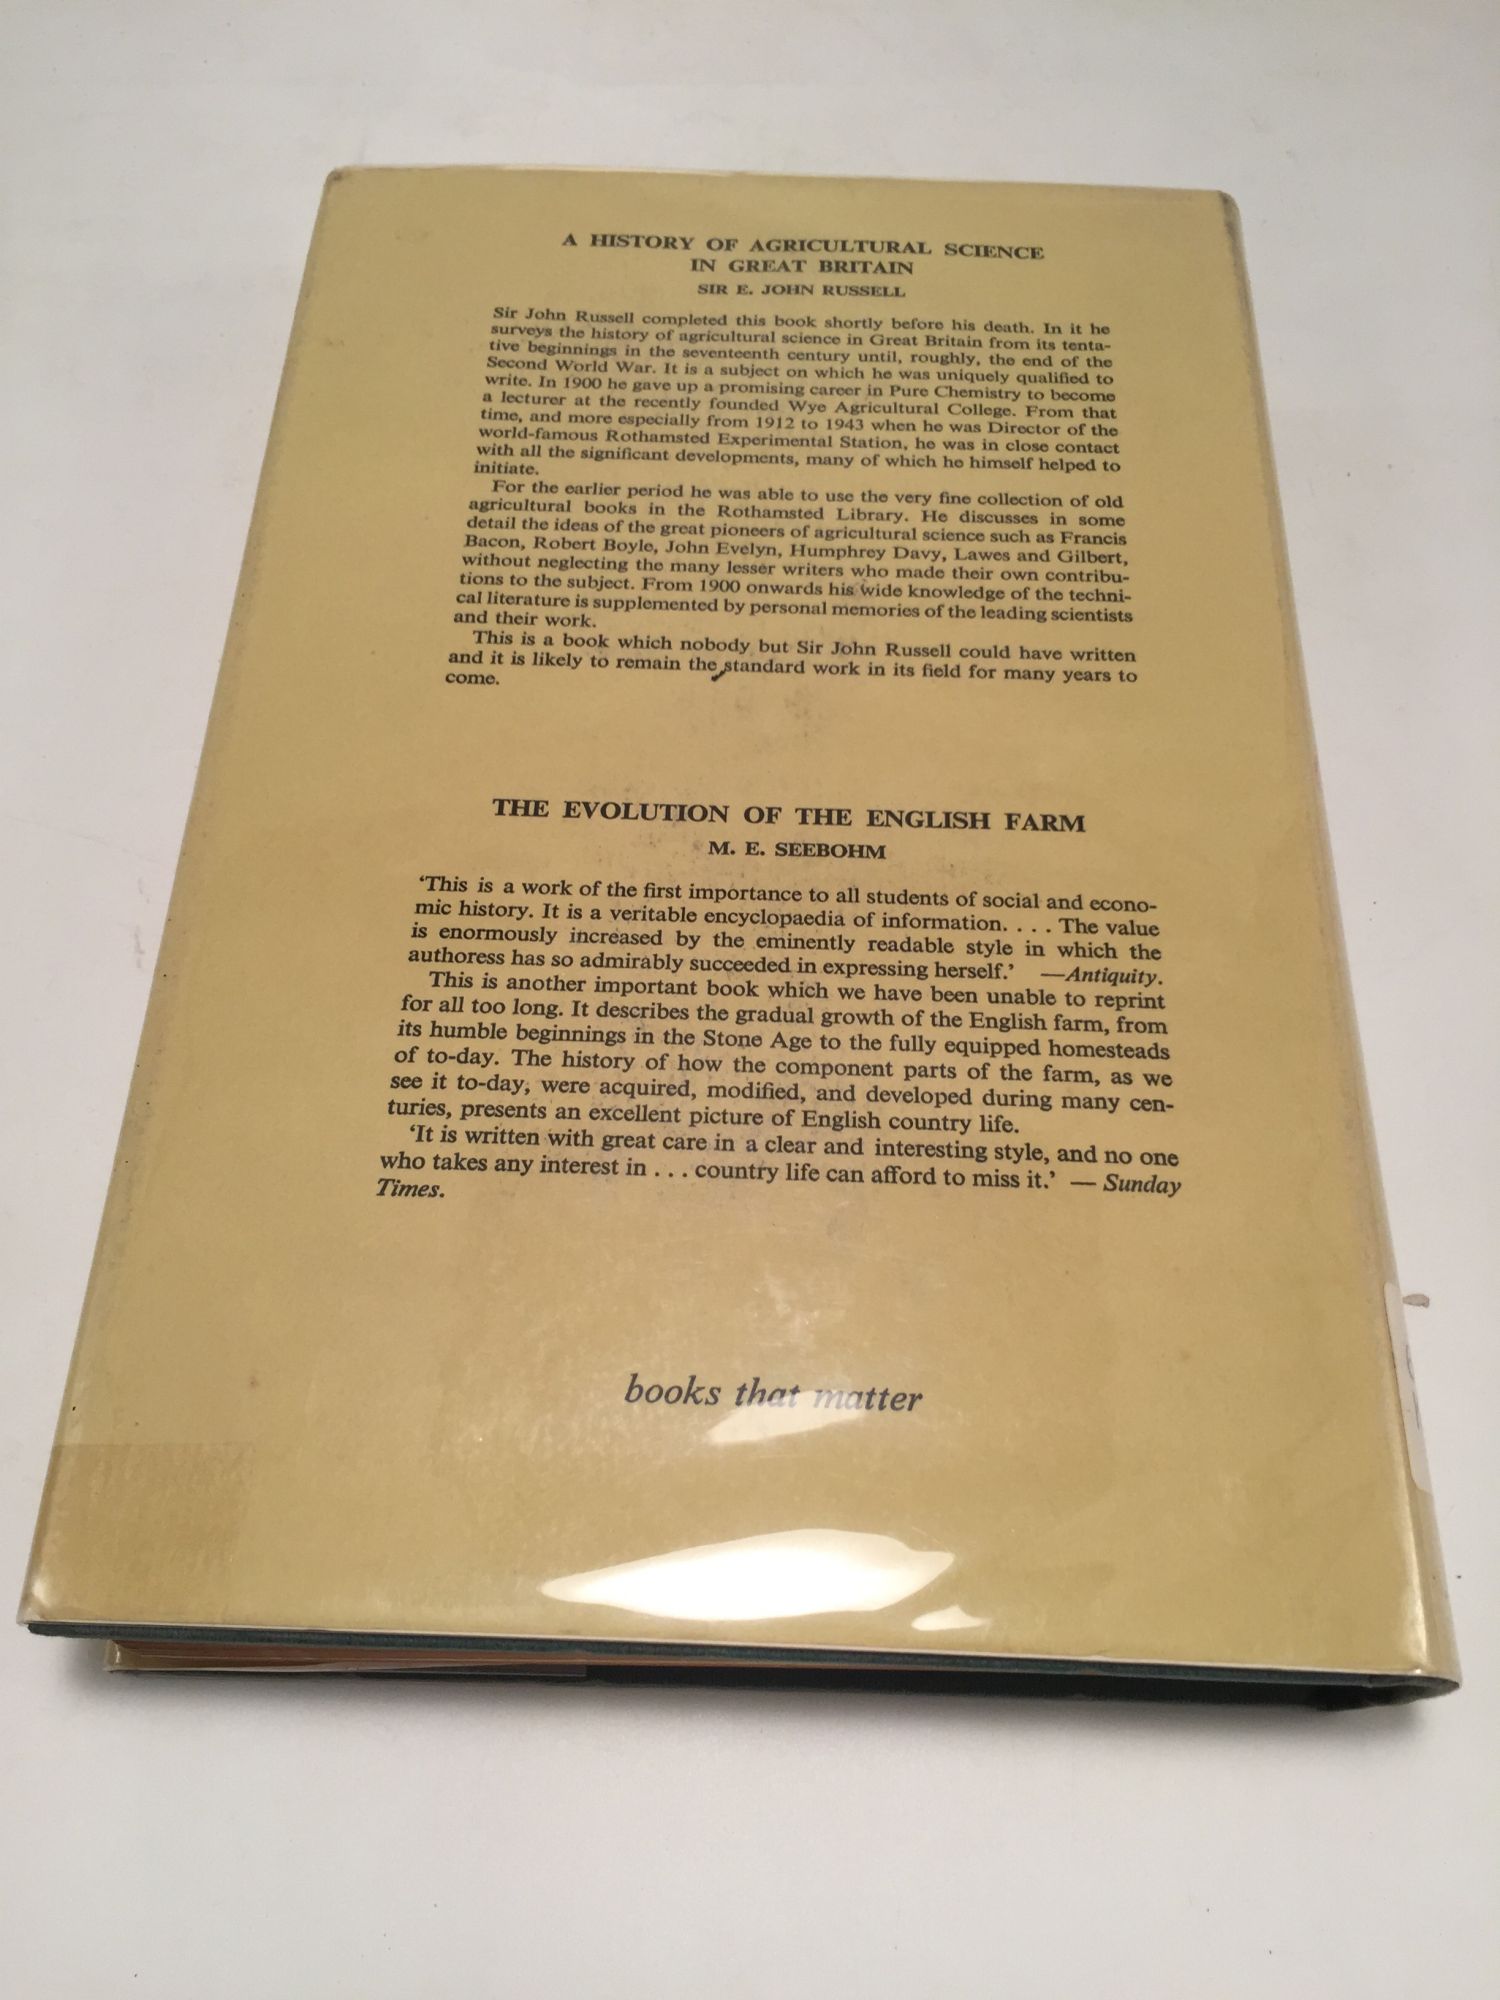 A HISTORY OF AGRICULTURAL SCIENCE
IN GREAT BRITAIN
SIR E. JOHN RUSSELL
Sir John Russell completed this book shortly before his death. In it he
surveys the history of agricultural science in Great Britain from its tenta-
tive beginnings in the seventeenth century until, roughly, the end of the
Second World War. It is a subject on which he was uniquely qualified to
write. In 1900 he gave up a promising career in Pure Chemistry to become
a lecturer at the recently founded Wye Agricultural College. From that
time, and more especially from 1912 to 1943 when he was Director of the
world-famous Rothamsted Experimental Station, he was in close contact
with all the significant developments, many of which he himself helped to
initiate.
For the earlier period he was able to use the very fine collection of old
agricultural books in the Rothamsted Library. He discusses in some
detail the ideas of the great pioneers of agricultural science such as Francis
Bacon, Robert Boyle, John Evelyn, Humphrey Davy, Lawes and Gilbert,
without neglecting the many lesser writers who made their own contribu-
tions to the subject. From 1900 onwards his wide knowledge of the techni-
cal literature is supplemented by personal memories of the leading scientists
and their work.
This is a book which nobody but Sir John Russell could have written
and it is likely to remain the standard work in its field for many years to
come.
THE EVOLUTION OF THE ENGLISH FARM
M. E. SEEBOHM
‘This is a work of the first importance to all students of social and econo-
mic history. It is a veritable encyclopaedia of information. . . . The value
is enormously increased by the eminently readable style in which the
authoress has so admirably succeeded in expressing herself.’ —Antiquity.
This is another important book which we have been unable to reprint
for all too long. It describes the gradual growth of the English farm, from
its humble beginnings in the Stone Age to the fully equipped homesteads
of to-day. The history of how the component parts of the farm, as we
see it to-day, were acquired, modified, and developed during many cen-
turies, presents an excellent picture of English country life.
‘It is written with great care in a clear and interesting style, and no one
who takes any interest in . . . country life can afford to miss it.’ — Sunday
Times.
books that matter